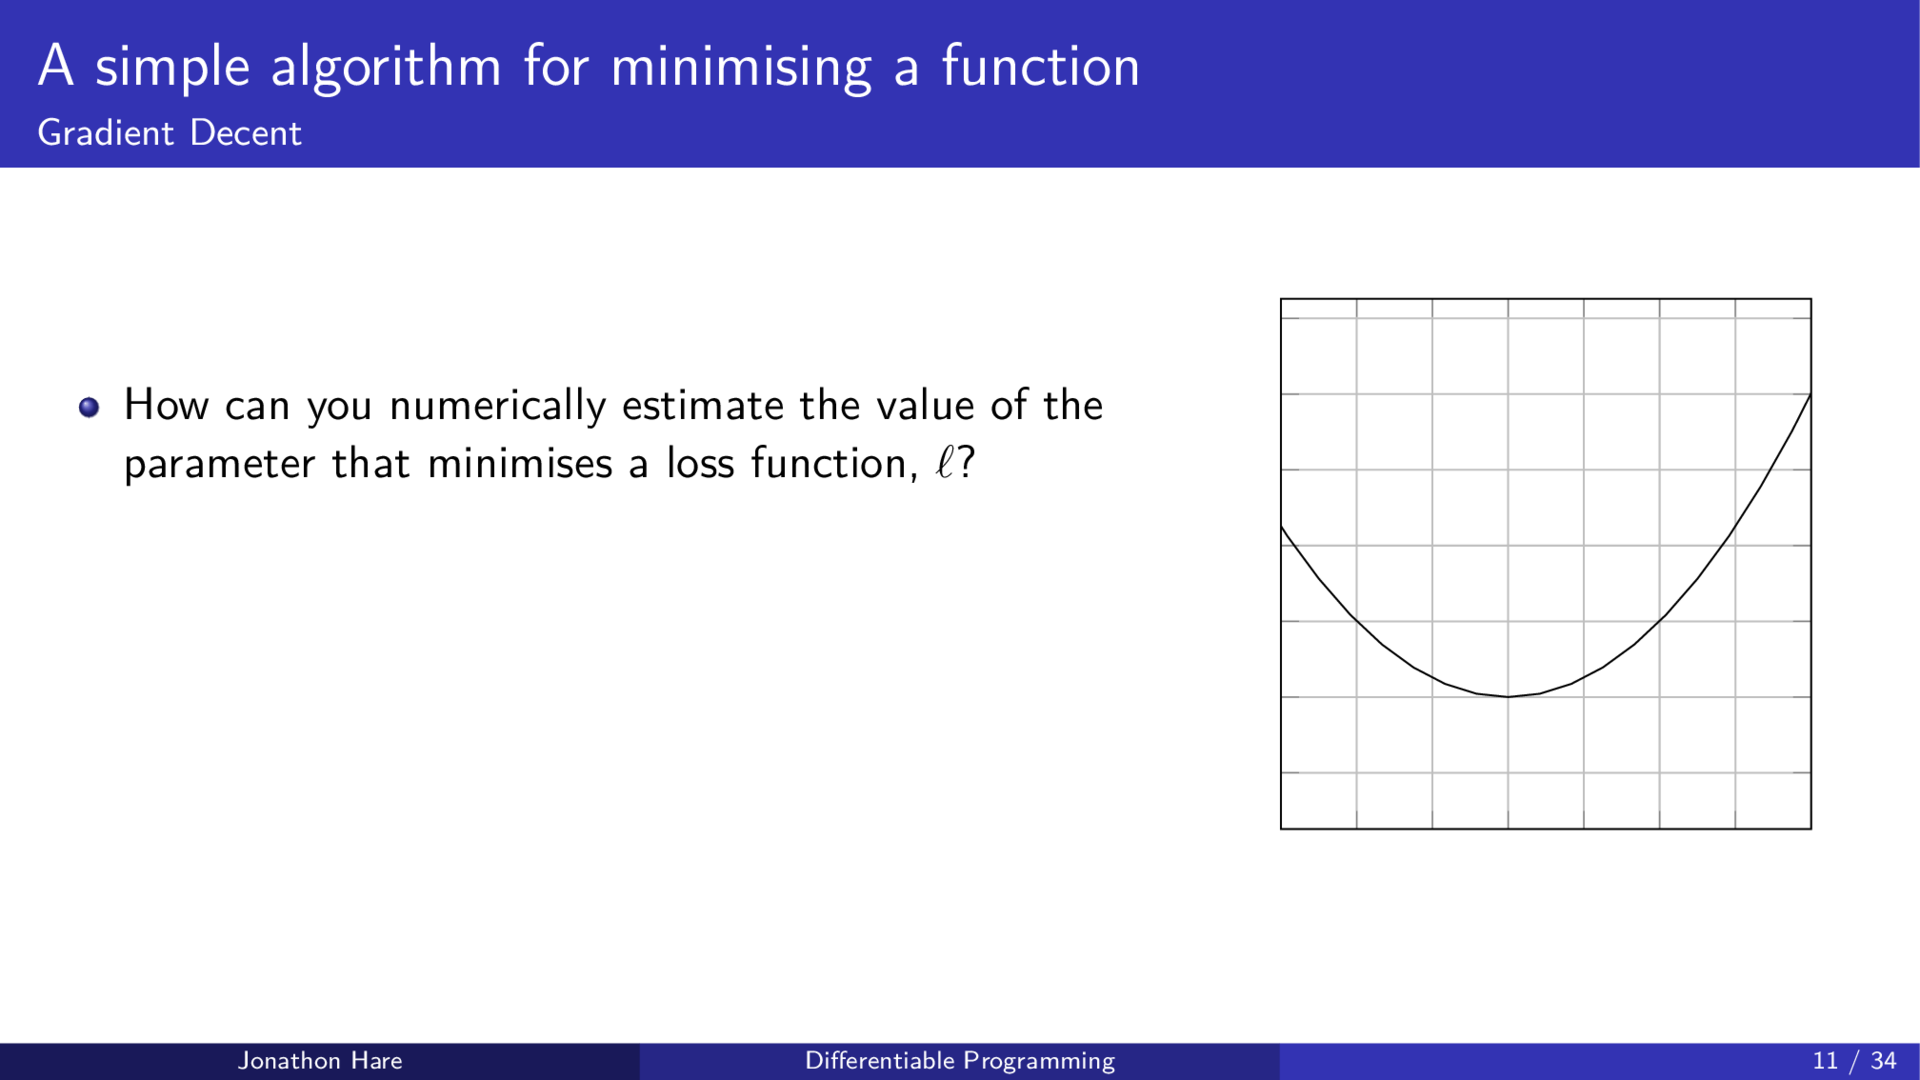 A simple algorithm for minimising a function
Gradient Decent
How can you numerically estimate the value of the
parameter that minimises a loss function, ℓ?
Jonathon Hare
Differentiable Programming
11 / 34